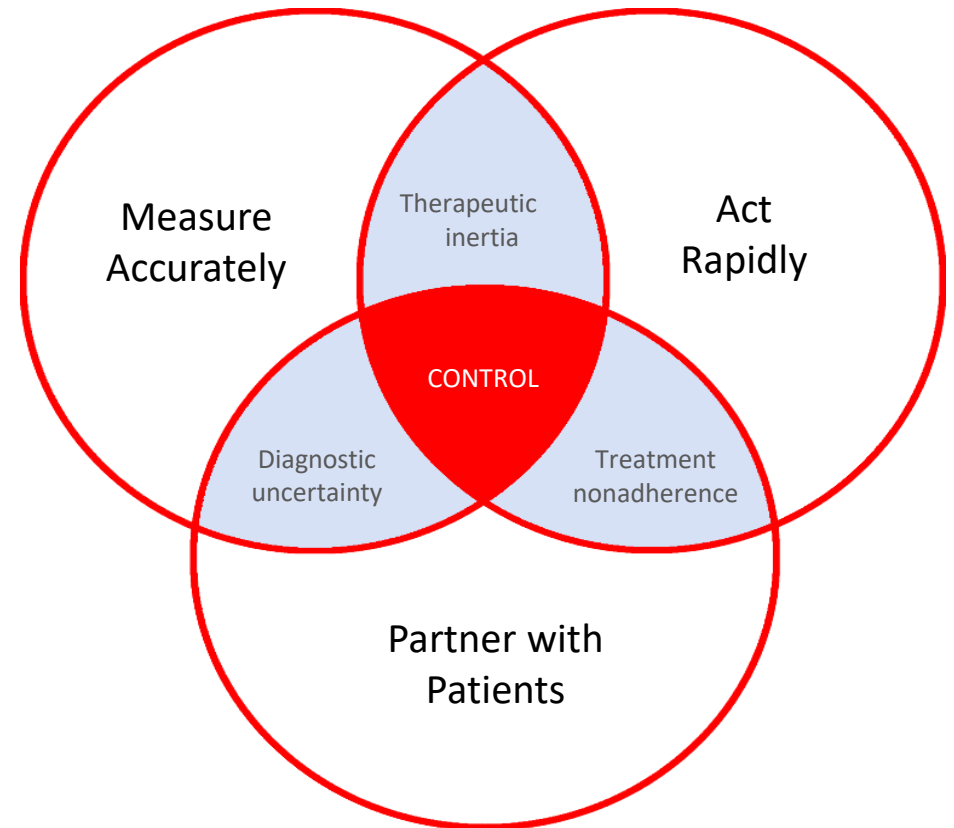 Measure
Accurately
Therapeutic
inertia
Act
Rapidly
CONTROL
Diagnostic
uncertainty
Treatment
nonadherence
Partner with
Patients